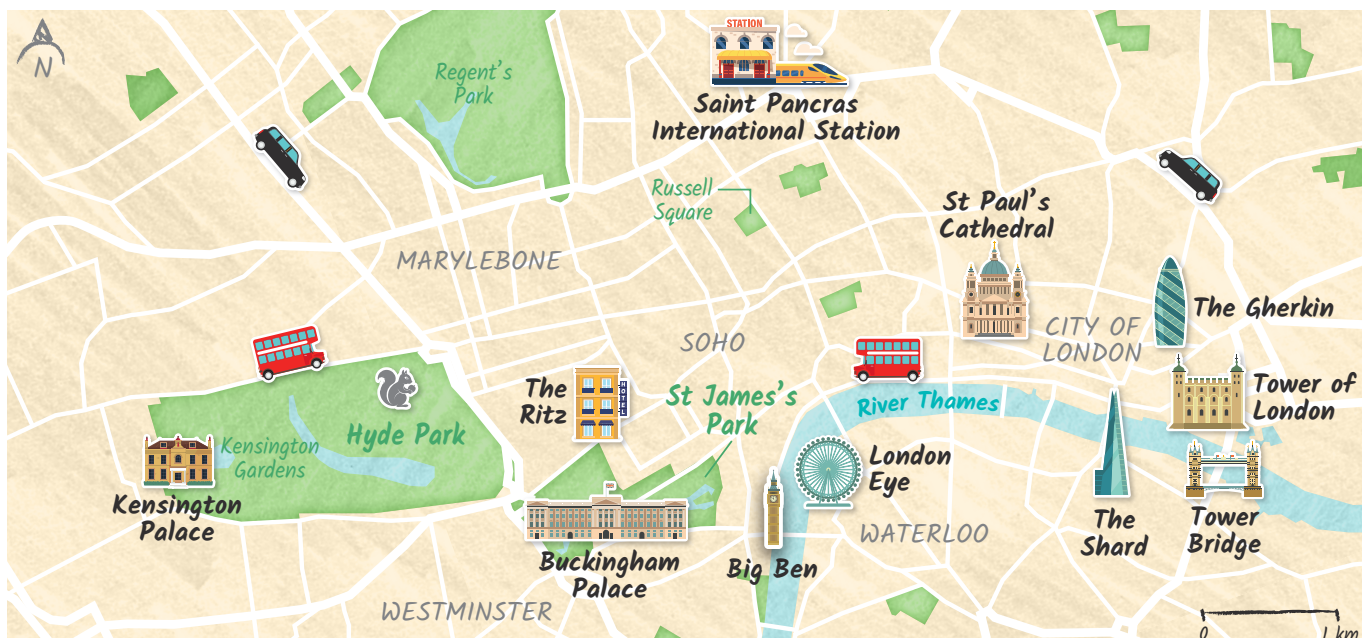 N
STATION
Regent's
Park
Saint Pancras
International Station
Russell
Square
St Paul's
Cathedral
MARYLEBONE
The Gherkin
SOHO
CITY OF
LONDON
The
Ritz
HOTEL
St James's
Park
River Thames
Tower of
London
Hyde Park
Kensington
Gardens
London
Eye
Kensington
Palace
WATERLOO
The
Shard
Tower
Bridge
Buckingham
Palace
Big Ben
WESTMINSTER
0 1 km